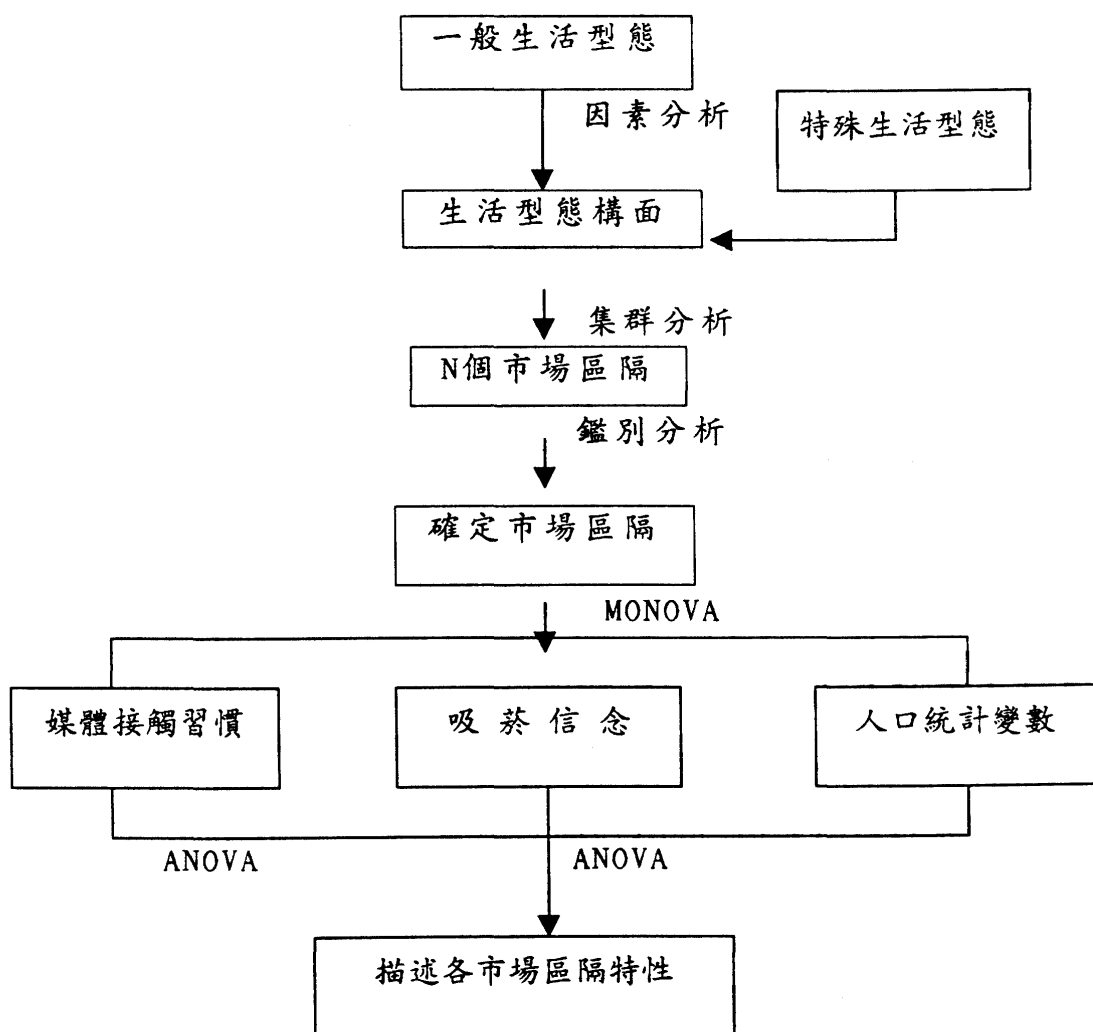 一般生活型態
因素分析
特殊生活型態
生活型態構面
集群分析
N個市場區隔
鑑別分析
確定市場區隔
MONOVA
媒體接觸習慣
吸菸信念
人口統計變數
ANOVA
ANOVA
描述各市場區隔特性